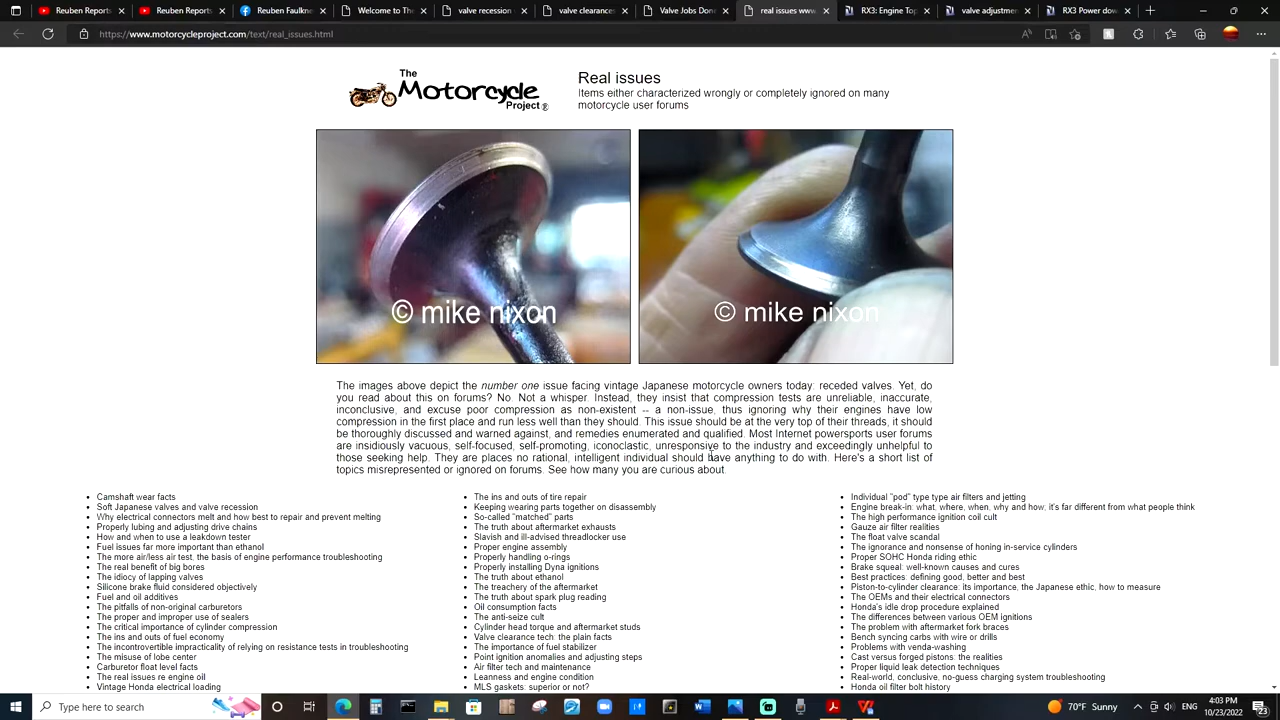 Reuben Reports
Reuben Reports
Reuben Faulkne
Welcome to The
valve recession
valve clearances
Valve Jobs Don
real issues ww
RX3: Engine Top
valve adjustmen
RX3 Power dow
https://www.motorcycleproject.com/text/real_issues.html
The
Motorcycle
Project®
Real issues
Items either characterized wrongly or completely ignored on many
motorcycle user forums
© mike nixon
© mike nixon
The images above depict the number one issue facing vintage Japanese motorcycle owners today: receded valves. Yet, do
you read about this on forums? No. Not a whisper. Instead, they insist that compression tests are unreliable, inaccurate,
inconclusive, and excuse poor compression as non-existent -- a non-issue, thus ignoring why their engines have low
compression in the first place and run less well than they should. This issue should be at the very top of their threads, it should
be thoroughly discussed and warned against, and remedies enumerated and qualified. Most Internet powersports user forums
are insidiously vacuous, self-focused, self-promoting, iconoclastic, unresponsive to the industry and exceedingly unhelpful to
those seeking help. They are places no rational, intelligent individual should have anything to do with. Here's a short list of
topics misrepresented or ignored on forums. See how many you are curious about.
Camshaft wear facts
Soft Japanese valves and valve recession
Why electrical connectors melt and how best to repair and prevent melting
Properly lubing and adjusting drive chains
How and when to use a leakdown tester
Fuel issues far more important than ethanol
The more air/less air test, the basis of engine performance troubleshooting
The real benefit of big bores
The idiocy of lapping valves
Silicone brake fluid considered objectively
Fuel and oil additives
The pitfalls of non-original carburetors
The proper and improper use of sealers
The critical importance of cylinder compression
The ins and outs of fuel economy
The incontrovertible impracticality of relying on resistance tests in troubleshooting
The misuse of lobe center
Carburetor float level facts
The real issues re engine oil
Vintage Honda electrical loading
The ins and outs of tire repair
Keeping wearing parts together on disassembly
So-called "matched" parts
The truth about aftermarket exhausts
Slavish and ill-advised threadlocker use
Proper engine assembly
Properly handling o-rings
Properly installing Dyna ignitions
The truth about ethanol
The treachery of the aftermarket
The truth about spark plug reading
Oil consumption facts
The anti-seize cult
Cylinder head torque and aftermarket studs
Valve clearance tech: the plain facts
The importance of fuel stabilizer
Point ignition anomalies and adjusting steps
Air filter tech and maintenance
Leanness and engine condition
MLS gaskets: superior or not?
Individual "pod" type type air filters and jetting
Engine break-in: what, where, when, why and how; it's far different from what people think
The high performance ignition coil cult
Gauze air filter realities
The float valve scandal
The ignorance and nonsense of honing in-service cylinders
Proper SOHC Honda riding ethic
Brake squeal: well-known causes and cures
Best practices: defining good, better and best
Piston-to-cylinder clearance: its importance, the Japanese ethic, how to measure
The OEMs and their electrical connectors
Honda's idle drop procedure explained
The differences between various OEM ignitions
The problem with aftermarket fork braces
Bench syncing carbs with wire or drills
Problems with venda-washing
Cast versus forged pistons: the realities
Proper liquid leak detection techniques
Real-world, conclusive, no-guess charging system troubleshooting
Honda oil filter bolt history
Type here to search
70°F Sunny
4:03 PM
10/23/2022